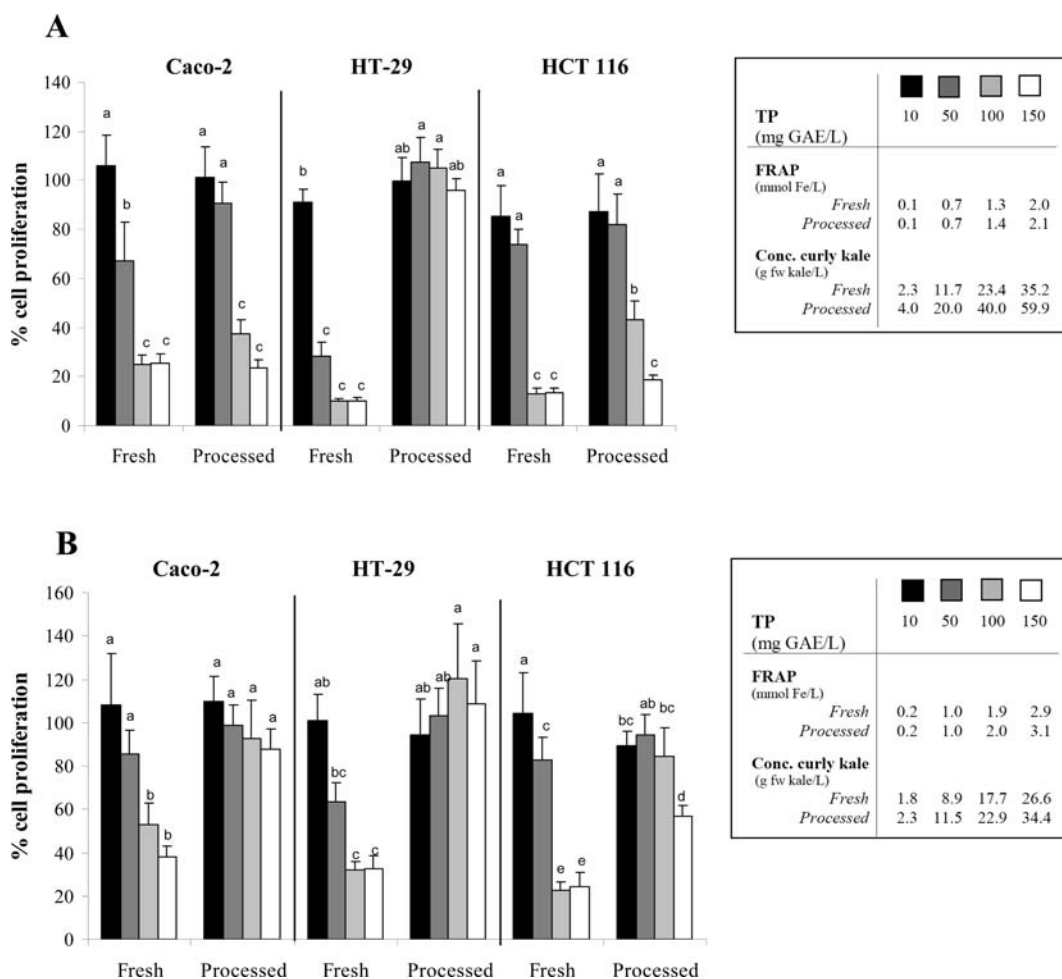 A
Caco-2 HT-29 HCT 116
% cell proliferation
140
120
100
80
60
40
20
0
a b c c a a c c b c c c ab a a ab a a c c a a b c
Fresh Processed Fresh Processed Fresh Processed
TP 10 50 100 150
(mg GAE/L)
FRAP
(mmol Fe/L)
Fresh 0.1 0.7 1.3 2.0
Processed 0.1 0.7 1.4 2.1
Conc. curly kale
(g fw kale/L)
Fresh 2.3 11.7 23.4 35.2
Processed 4.0 20.0 40.0 59.9
B
Caco-2 HT-29 HCT 116
% cell proliferation
160
140
120
100
80
60
40
20
0
a a b b a a a a ab bc c c ab ab a a a c e e bc ab bc d
Fresh Processed Fresh Processed Fresh Processed
TP 10 50 100 150
(mg GAE/L)
FRAP
(mmol Fe/L)
Fresh 0.2 1.0 1.9 2.9
Processed 0.2 1.0 2.0 3.1
Conc. curly kale
(g fw kale/L)
Fresh 1.8 8.9 17.7 26.6
Processed 2.3 11.5 22.9 34.4